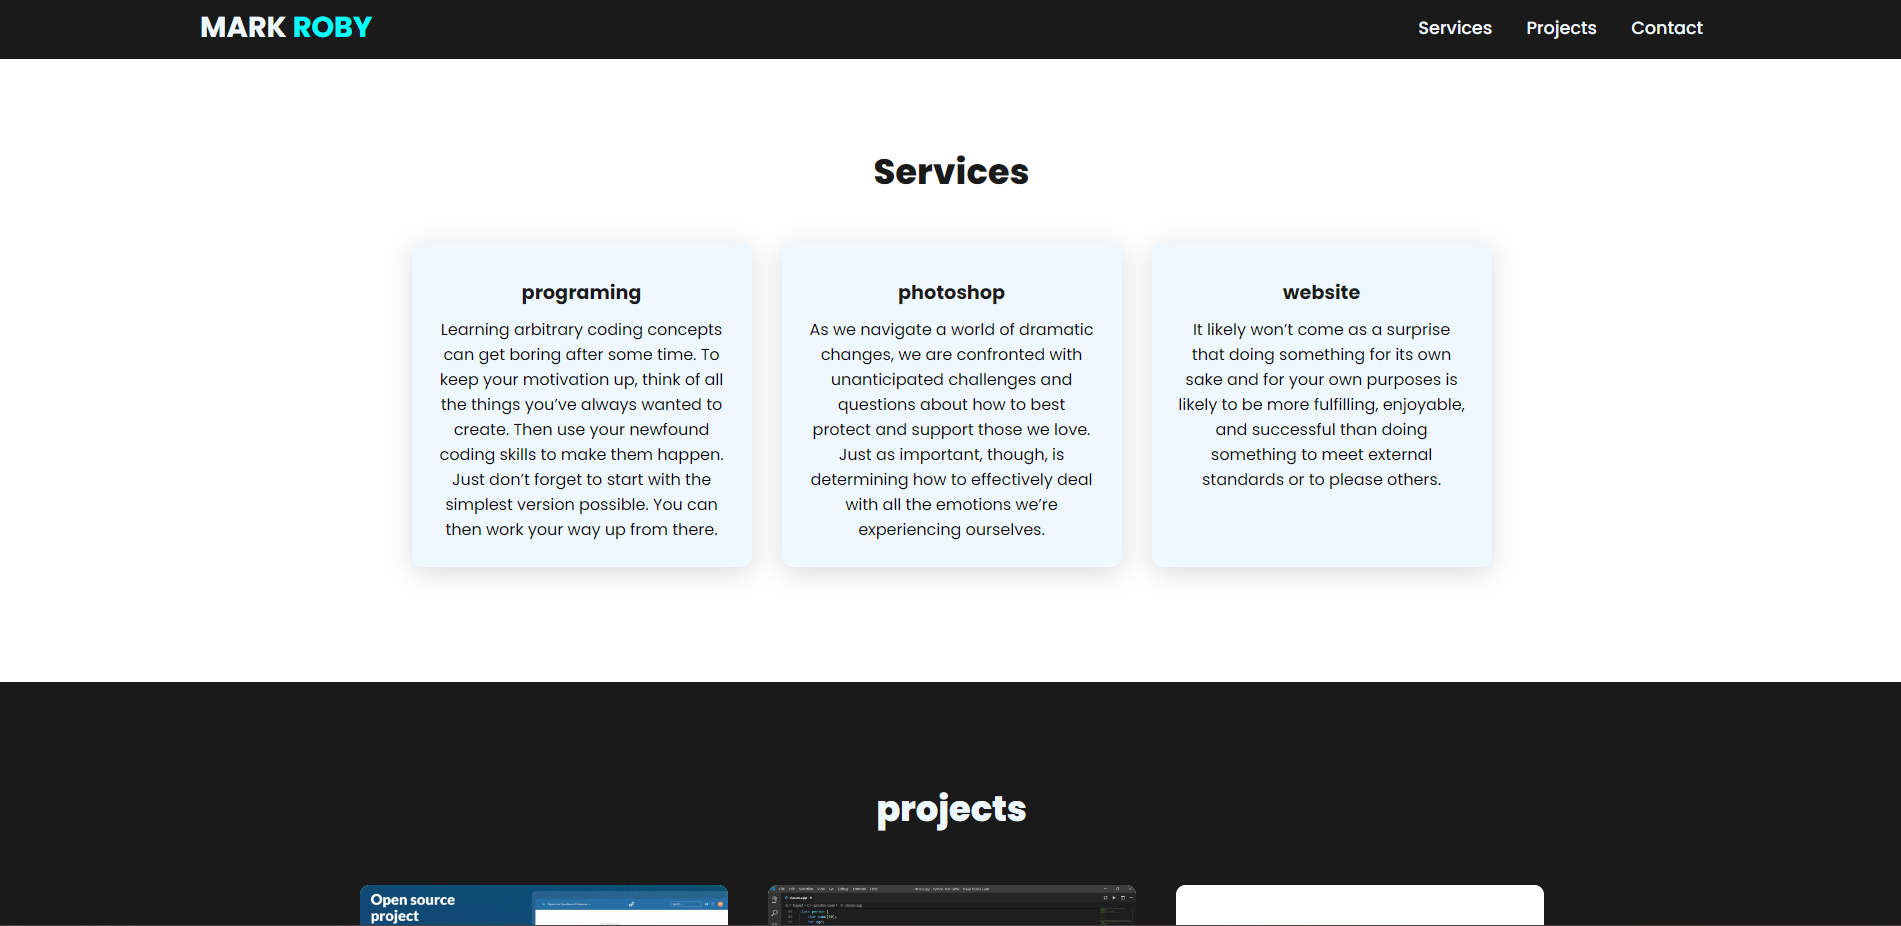 MARK ROBY
Services
Projects
Contact
Services
programing
Learning arbitrary coding concepts
can get boring after some time. To
keep your motivation up, think of all
the things you’ve always wanted to
create. Then use your newfound
coding skills to make them happen.
Just don’t forget to start with the
simplest version possible. You can
then work your way up from there.
photoshop
As we navigate a world of dramatic
changes, we are confronted with
unanticipated challenges and
questions about how to best
protect and support those we love.
Just as important, though, is
determining how to effectively deal
with all the emotions we’re
experiencing ourselves.
website
It likely won’t come as a surprise
that doing something for its own
sake and for your own purposes is
likely to be more fulfilling, enjoyable,
and successful than doing
something to meet external
standards or to please others.
projects
Open source
project